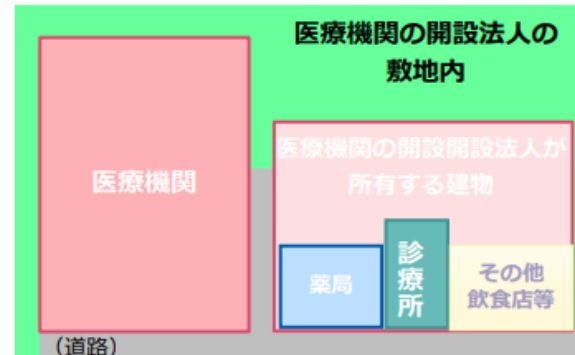 医療機関の開設法人の
敷地内
医療機関
医療機関の開設開設法人が
所有する建物
薬局
診療所
その他
飲食店等
（道路）